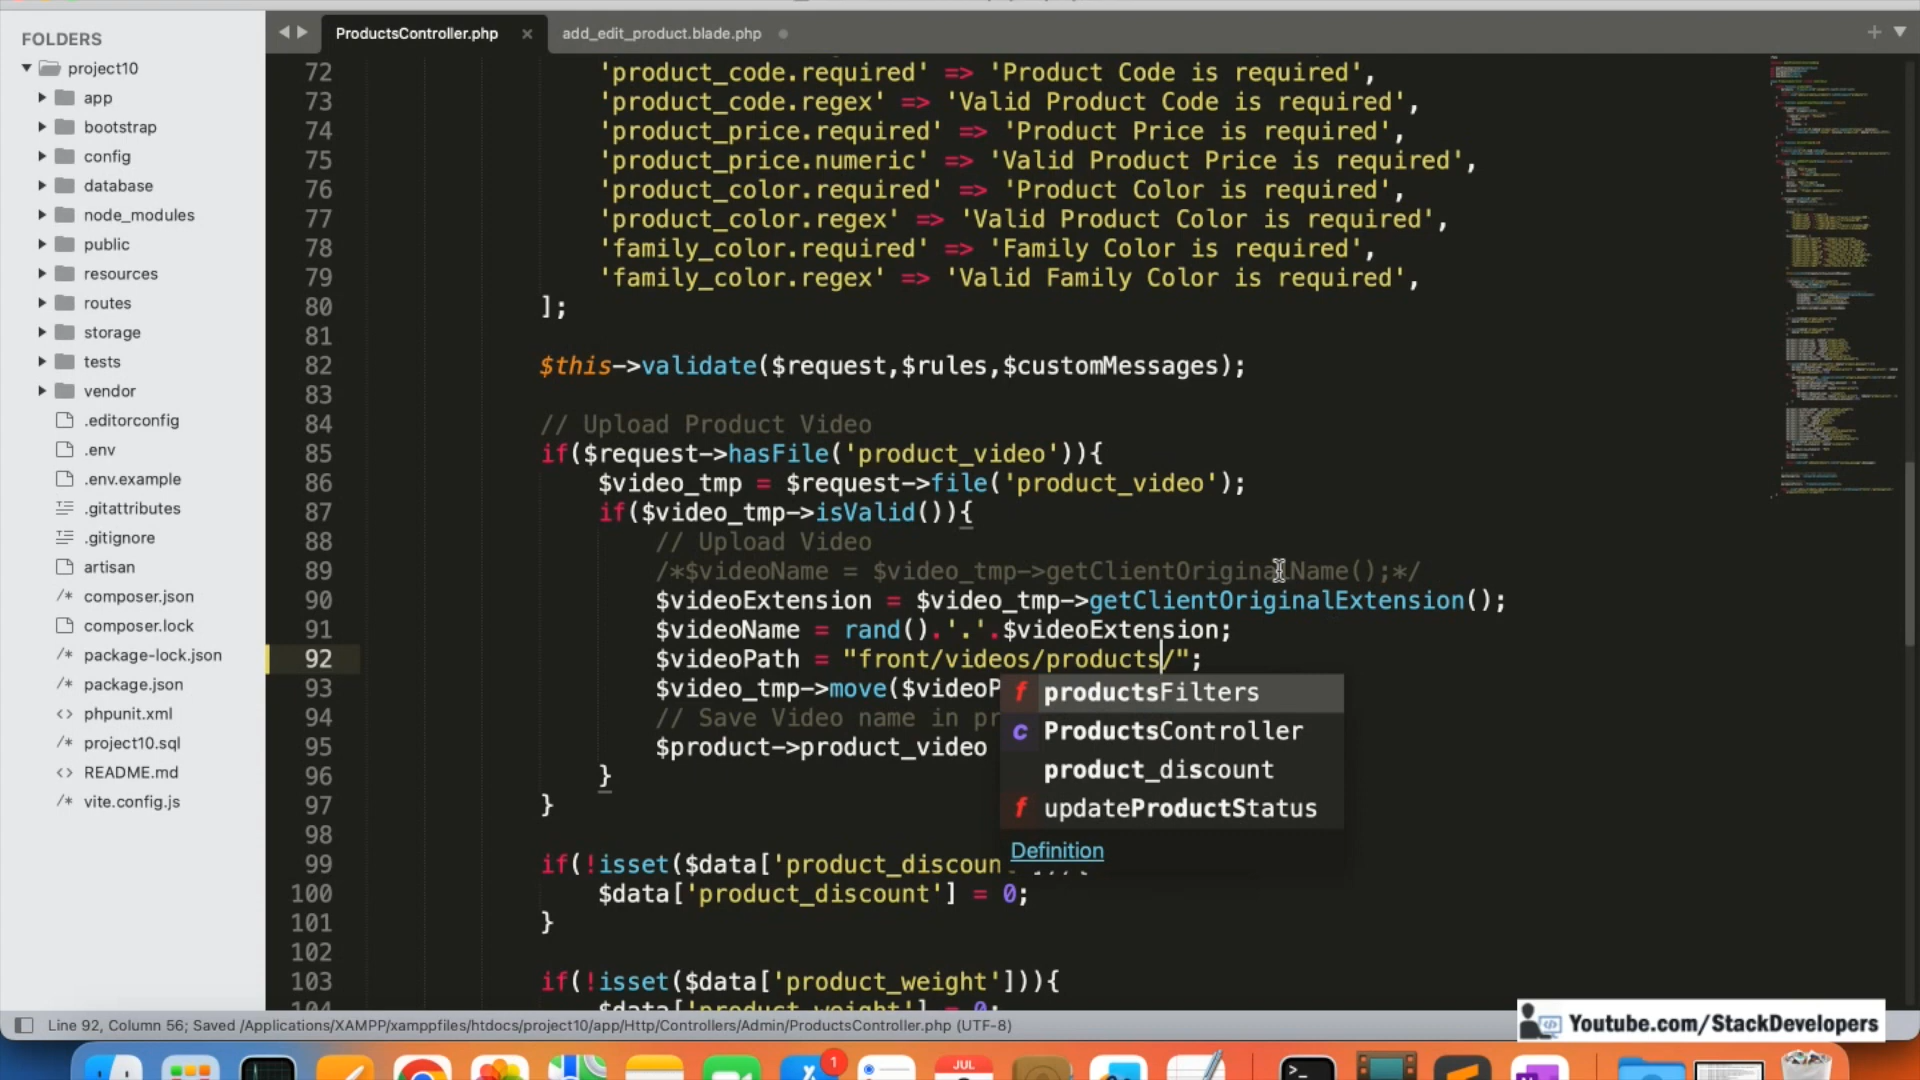 FOLDERS
project10
app
bootstrap
config
database
node_modules
public
resources
routes
storage
tests
vendor
.editorconfig
.env
.env.example
.gitattributes
.gitignore
artisan
composer.json
composer.lock
package-lock.json
package.json
phpunit.xml
project10.sql
README.md
vite.config.js
ProductsController.php
add_edit_product.blade.php
72 'product_code.required' => 'Product Code is required',
73 'product_code.regex' => 'Valid Product Code is required',
74 'product_price.required' => 'Product Price is required',
75 'product_price.numeric' => 'Valid Product Price is required',
76 'product_color.required' => 'Product Color is required',
77 'product_color.regex' => 'Valid Product Color is required',
78 'family_color.required' => 'Family Color is required',
79 'family_color.regex' => 'Valid Family Color is required',
80 ];
81
82 $this->validate($request,$rules,$customMessages);
83
84 // Upload Product Video
85 if($request->hasFile('product_video')){
86 $video_tmp = $request->file('product_video');
87 if($video_tmp->isValid()){
88 // Upload Video
89 /*$videoName = $video_tmp->getClientOriginalName();*/
90 $videoExtension = $video_tmp->getClientOriginalExtension();
91 $videoName = rand().'.'.$videoExtension;
92 $videoPath = "front/videos/products/";
93 $video_tmp->move($videoP
94 // Save Video name in pr
95 $product->product_video
96 }
97 }
98
99 if(!isset($data['product_discoun
100 $data['product_discount'] = 0;
101 }
102
103 if(!isset($data['product_weight'])){
104 $data['product_weight'] = 0;
f productsFilters
c ProductsController
product_discount
f updateProductStatus
Definition
Line 92, Column 56; Saved /Applications/XAMPP/xamppfiles/htdocs/project10/app/Http/Controllers/Admin/ProductsController.php (UTF-8)
Youtube.com/StackDevelopers
1
JUL